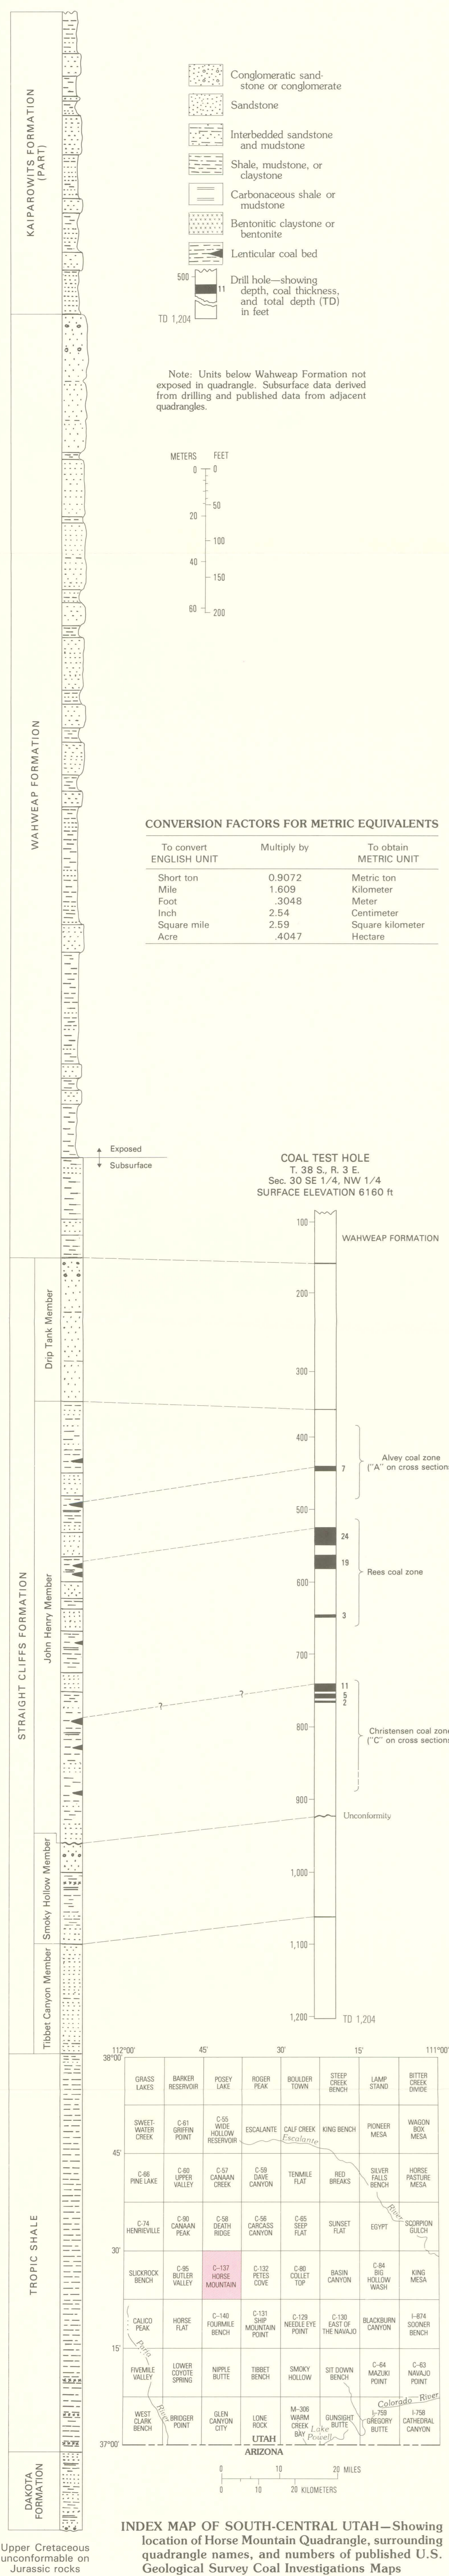 KAIPAROWITS FORMATION
(PART)
WAHWEAP FORMATION
STRAIGHT CLIFFS FORMATION
Drip Tank Member
John Henry Member
Smoky Hollow Member
Tibbet Canyon Member
TROPIC SHALE
DAKOTA
FORMATION
Upper Cretaceous
unconformable on
Jurassic rocks
Exposed
Subsurface
?
?
Conglomeratic sand-
stone or conglomerate
Sandstone
Interbedded sandstone
and mudstone
Shale, mudstone, or
claystone
Carbonaceous shale or
mudstone
Bentonitic claystone or
bentonite
Lenticular coal bed
500
11
TD 1,204
Drill hole—showing
depth, coal thickness,
and total depth (TD)
in feet
Note: Units below Wahweap Formation not
exposed in quadrangle. Subsurface data derived
from drilling and published data from adjacent
quadrangles.
METERS FEET
0 0
50
20
100
40
150
60 200
CONVERSION FACTORS FOR METRIC EQUIVALENTS
To convert Multiply by To obtain
ENGLISH UNIT METRIC UNIT
Short ton 0.9072 Metric ton
Mile 1.609 Kilometer
Foot .3048 Meter
Inch 2.54 Centimeter
Square mile 2.59 Square kilometer
Acre .4047 Hectare
COAL TEST HOLE
T. 38 S., R. 3 E.
Sec. 30 SE 1/4, NW 1/4
SURFACE ELEVATION 6160 ft
100
WAHWEAP FORMATION
200
300
400
Alvey coal zone
("A" on cross section
7
500
24
19
Rees coal zone
600
3
700
11
5
2
Christensen coal zone
("C" on cross sections
800
900
Unconformity
1,000
1,100
1,200 TD 1,204
112°00' 45' 30' 15' 111°00'
38°00'
GRASS LAKES
BARKER RESERVOIR
POSEY LAKE
ROGER PEAK
BOULDER TOWN
STEEP CREEK BENCH
LAMP STAND
BITTER CREEK DIVIDE
SWEET- WATER CREEK
C-61 GRIFFIN POINT
C-55 WIDE HOLLOW RESERVOIR
ESCALANTE
CALF CREEK
KING BENCH
PIONEER MESA
WAGON BOX MESA
Escalante
45'
C-66 PINE LAKE
C-60 UPPER VALLEY
C-57 CANAAN CREEK
C-59 DAVE CANYON
TENMILE FLAT
RED BREAKS
SILVER FALLS BENCH
HORSE PASTURE MESA
River
C-74 HENRIEVILLE
C-90 CANAAN PEAK
C-58 DEATH RIDGE
C-56 CARCASS CANYON
C-65 SEEP FLAT
SUNSET FLAT
EGYPT
SCORPION GULCH
30'
SLICKROCK BENCH
C-95 BUTLER VALLEY
C-137 HORSE MOUNTAIN
C-132 PETES COVE
C-80 COLLET TOP
BASIN CANYON
C-84 BIG HOLLOW WASH
KING MESA
CALICO PEAK
HORSE FLAT
C-140 FOURMILE BENCH
C-131 SHIP MOUNTAIN POINT
C-129 NEEDLE EYE POINT
C-130 EAST OF THE NAVAJO
BLACKBURN CANYON
I-874 SOONER BENCH
15'
Paria
FIVEMILE VALLEY
LOWER COYOTE SPRING
NIPPLE BUTTE
TIBBET BENCH
SMOKY HOLLOW
SIT DOWN BENCH
C-64 MAZUKI POINT
C-63 NAVAJO POINT
Colorado River
River
WEST CLARK BENCH
BRIDGER POINT
GLEN CANYON CITY
LONE ROCK
M-306 WARM CREEK BAY
GUNSIGHT BUTTE
I-759 GREGORY BUTTE
I-758 CATHEDRAL CANYON
Lake Powell
37°00'
UTAH
ARIZONA
0 10 20 MILES
0 10 20 KILOMETERS
INDEX MAP OF SOUTH-CENTRAL UTAH—Showing
location of Horse Mountain Quadrangle, surrounding
quadrangle names, and numbers of published U.S.
Geological Survey Coal Investigations Maps